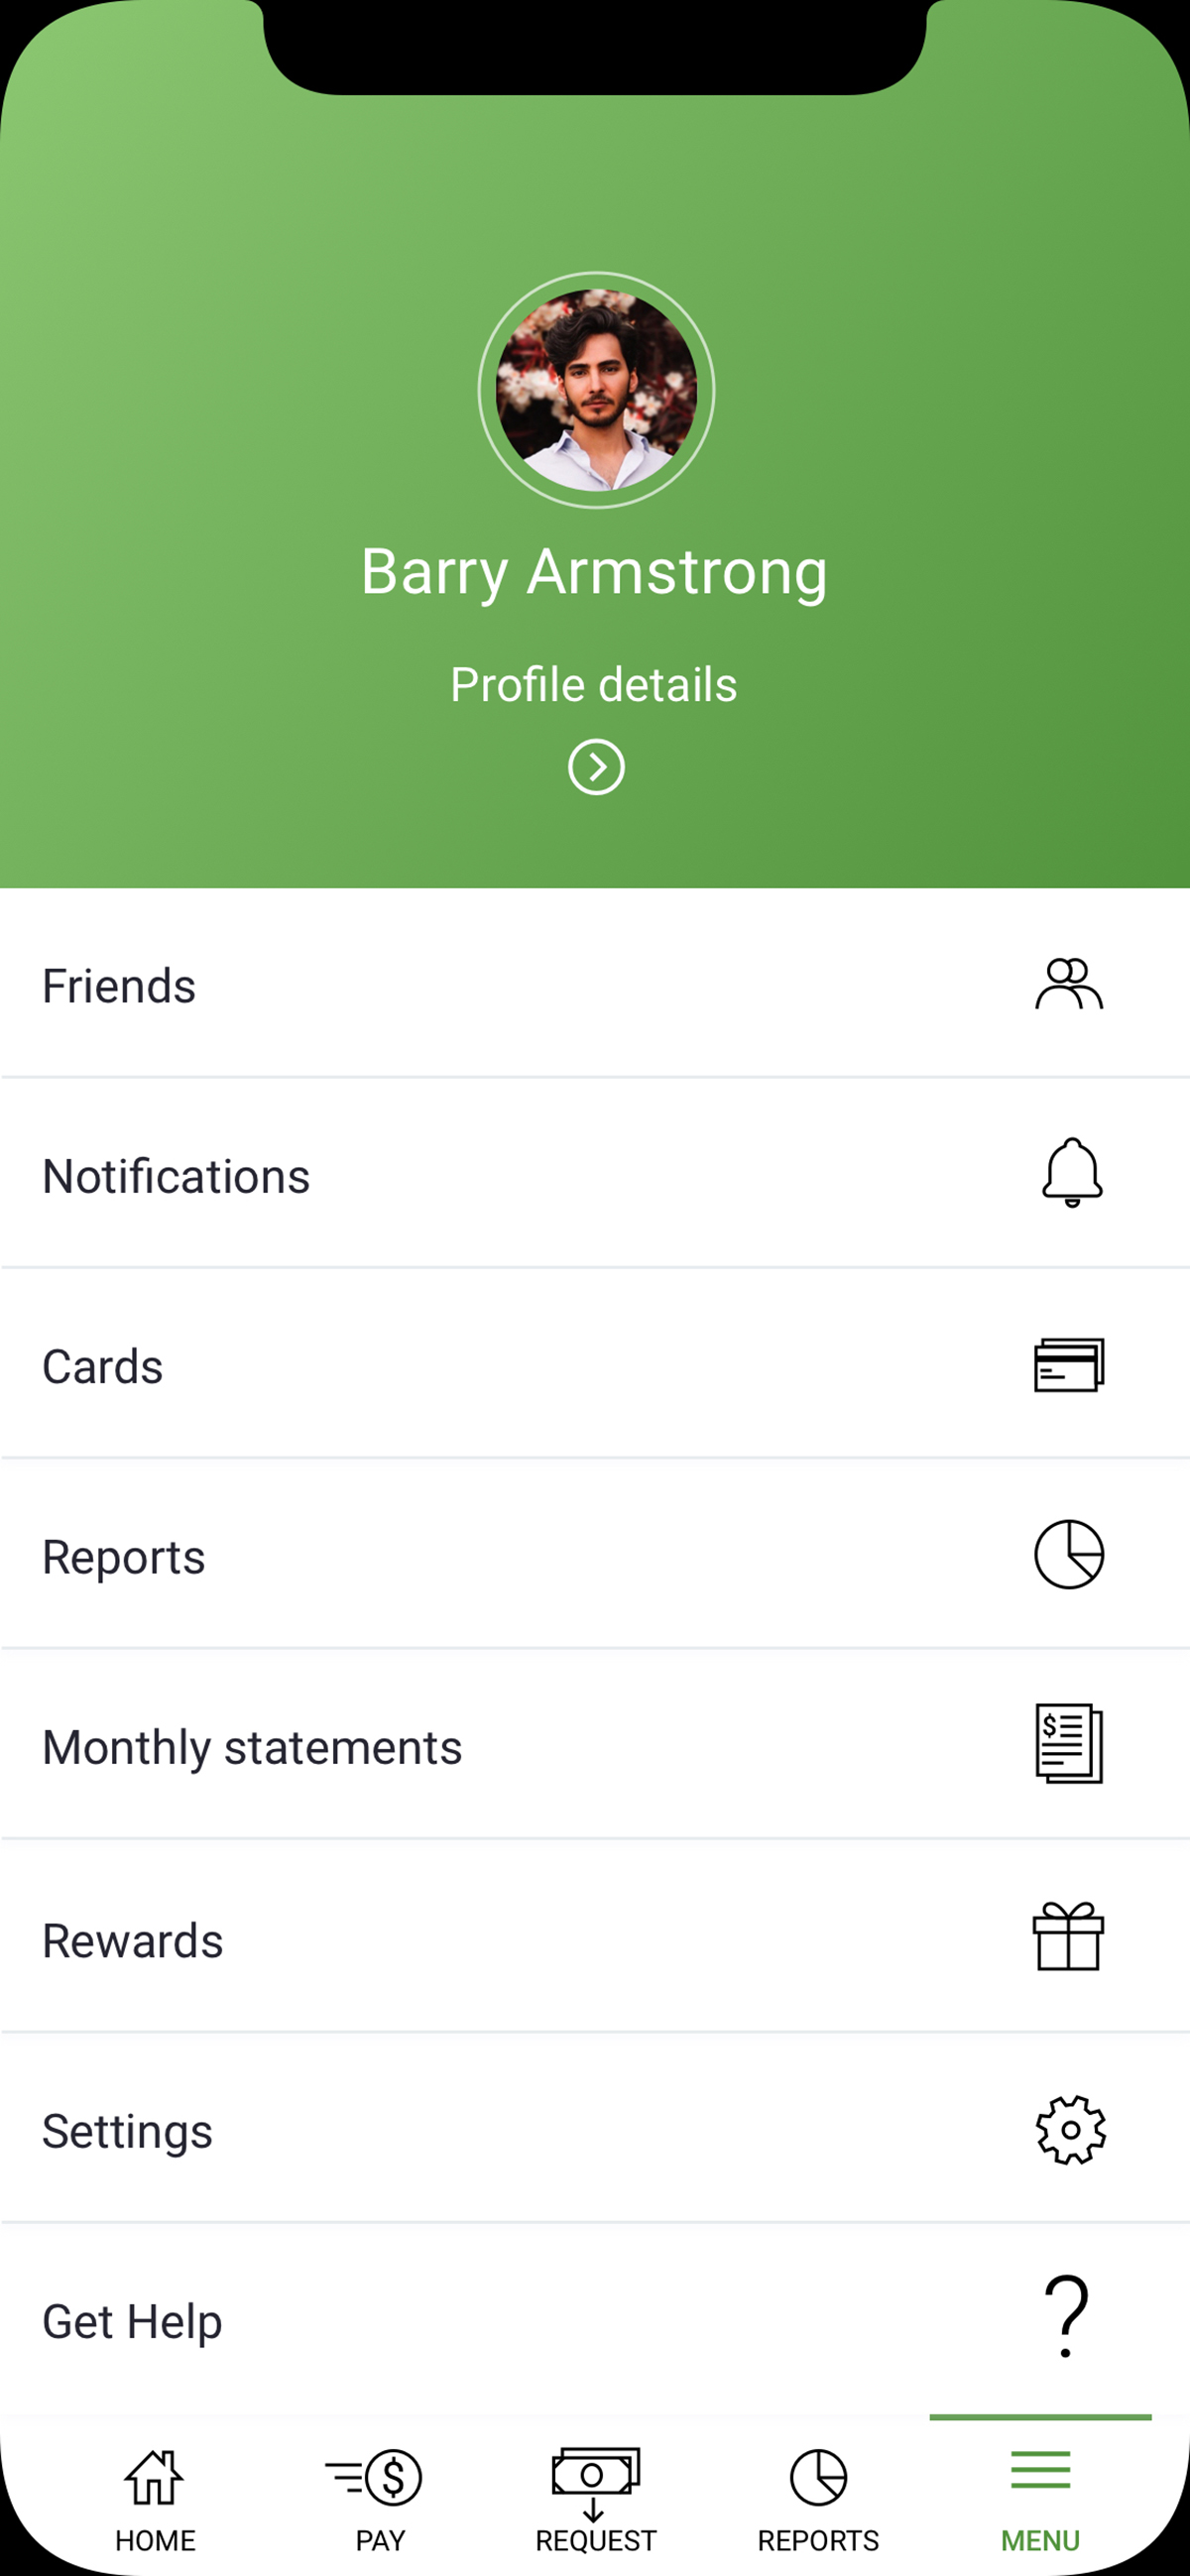 Barry Armstrong
Profile details
Friends
Notifications
Cards
Reports
Monthly statements
$
Rewards
Settings
Get Help
?
$
HOME
PAY
REQUEST
REPORTS
MENU